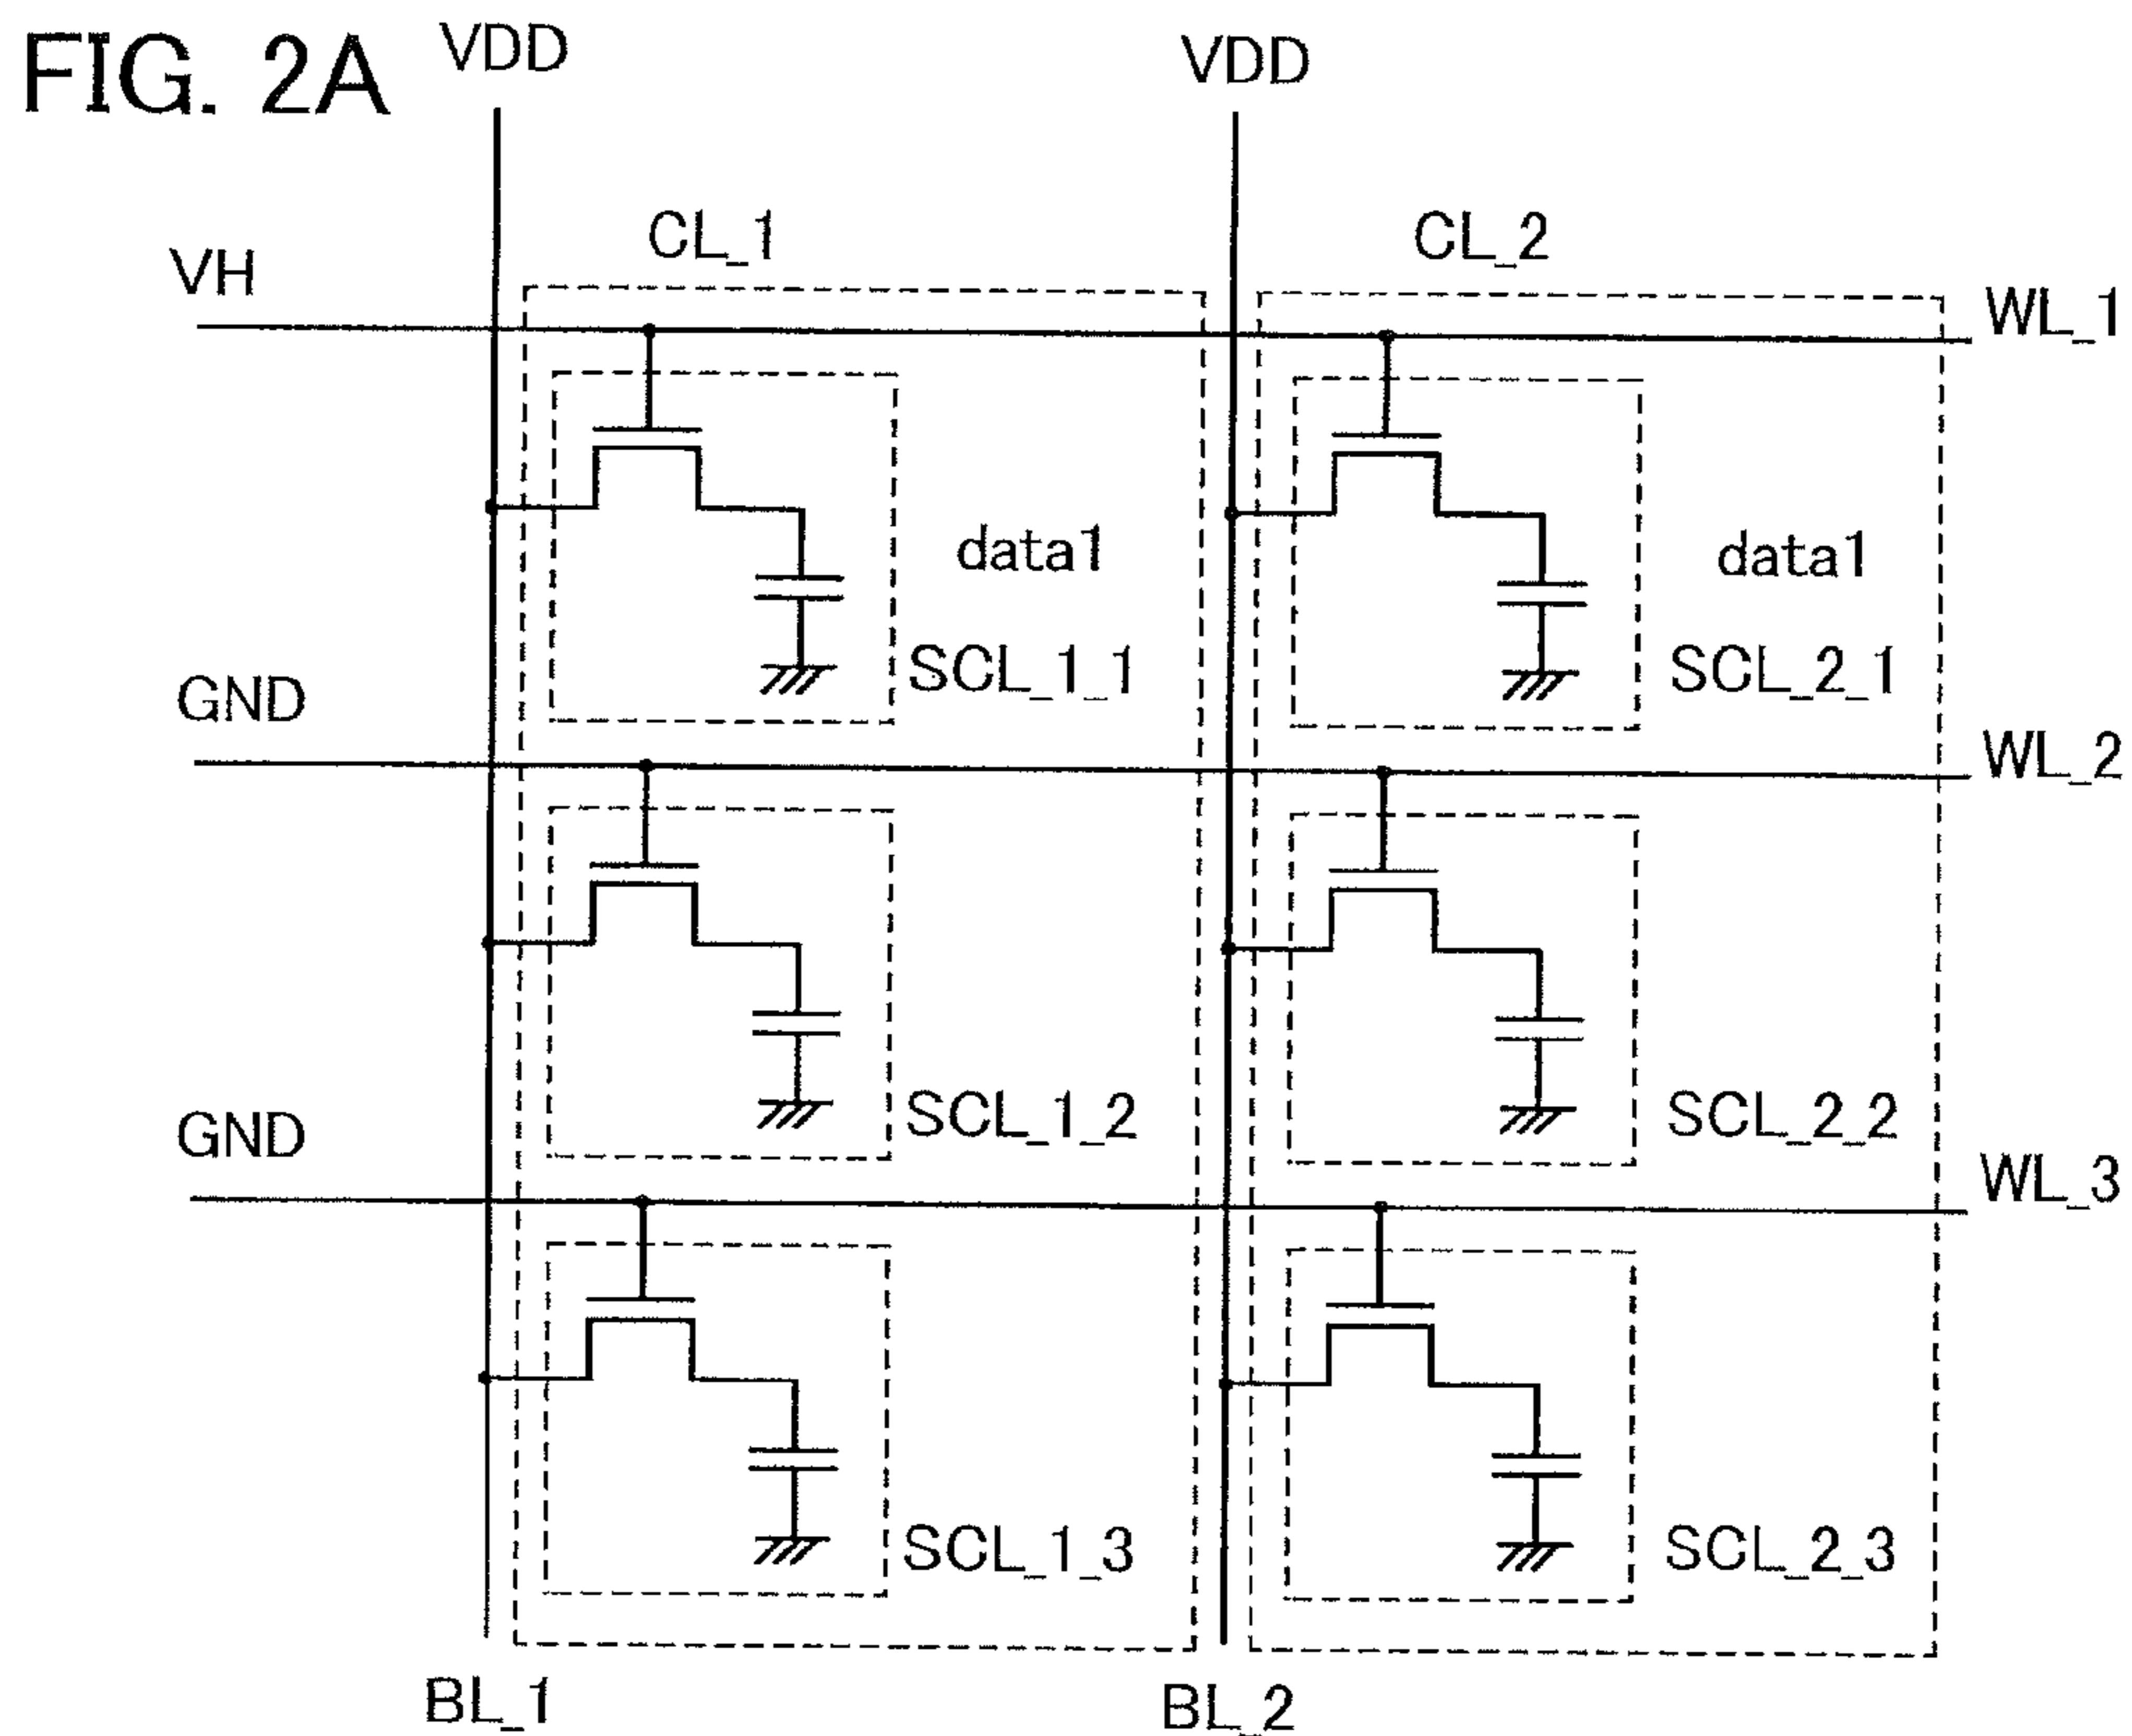 FIG. 2A
VDD
VDD
CL_1
CL_2
VH
WL_1
data1
data1
SCL_1_1
SCL_2_1
GND
WL_2
SCL_1_2
SCL_2_2
GND
WL_3
SCL_1_3
SCL_2_3
BL_1
BL_2